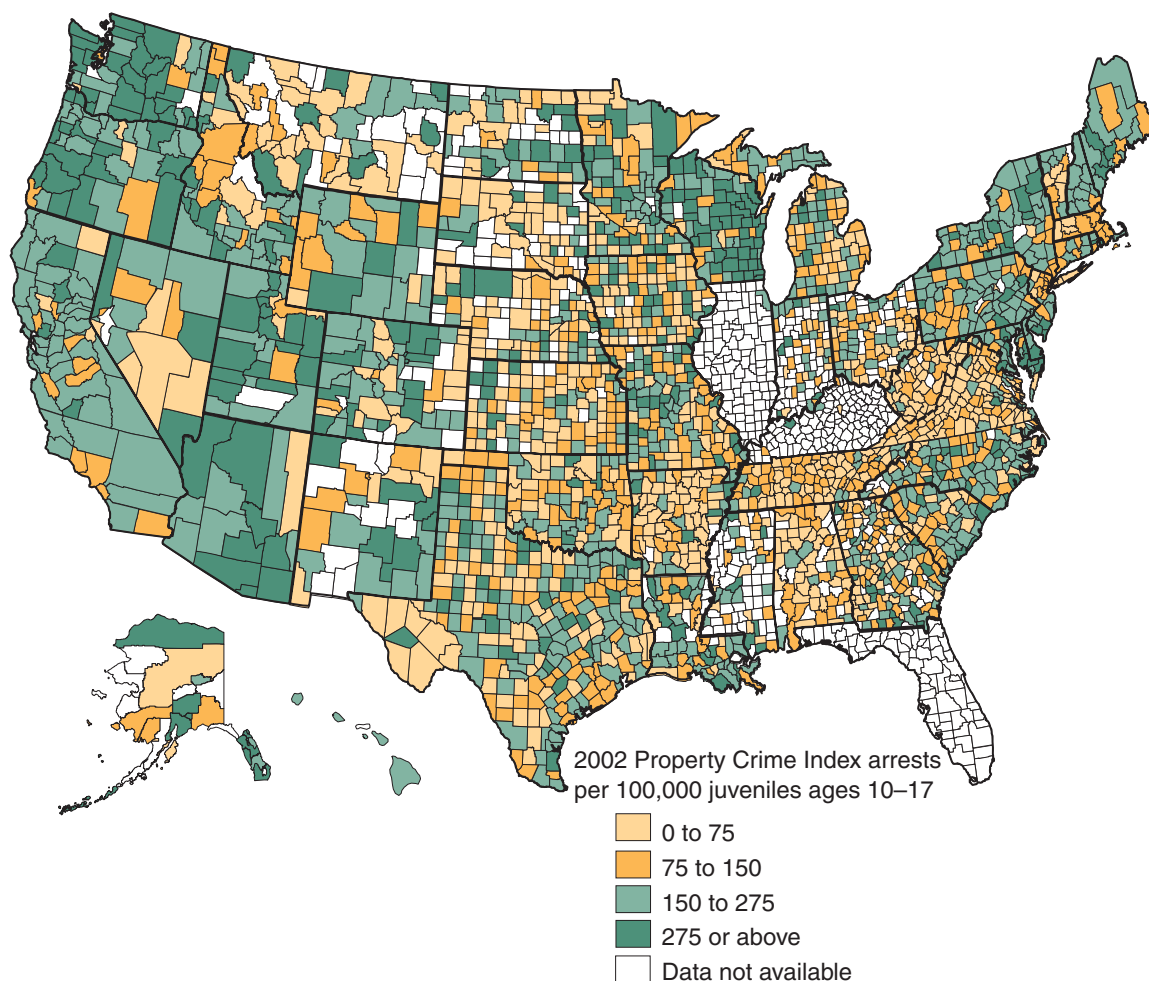 2002 Property Crime Index arrests
per 100,000 juveniles ages 10–17
0 to 75
75 to 150
150 to 275
275 or above
Data not available